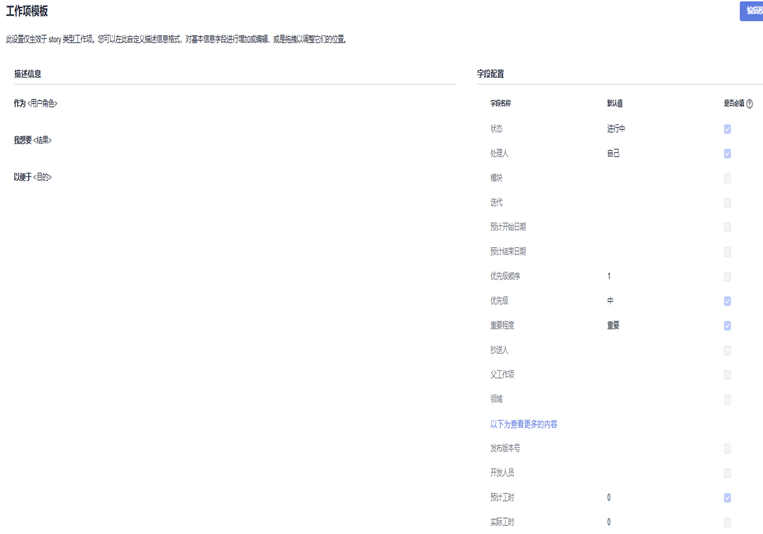 工作项模板
编辑模
此设置仅生效于 story 类型工作项。您可以在此自定义描述信息格式，对基本信息字段进行增加或编辑，或是拖拽以调整它们的位置。
描述信息
作为 <用户角色>
我想要 <结果>
以便于 <目的>
字段配置
字段名称 默认值 是否必填 ?
状态 进行中
处理人 自己
模块
迭代
预计开始日期
预计结束日期
优先级顺序 1
优先级 中
重要程度 重要
抄送人
父工作项
领域
以下为查看更多的内容
发布版本号
开发人员
预计工时 0
实际工时 0